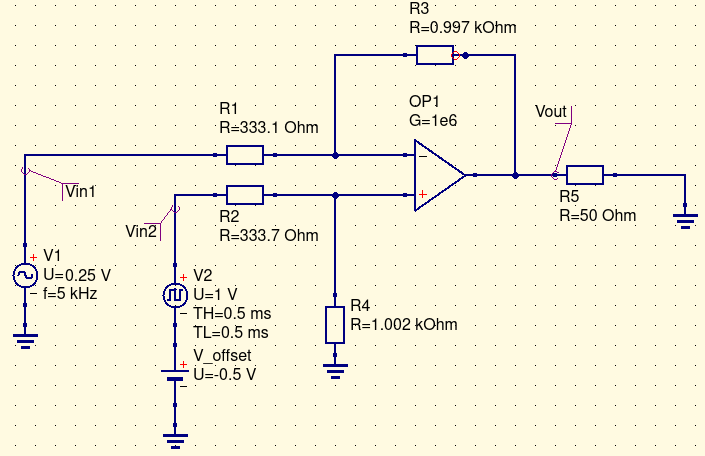 R3
R=0.997 kOhm
OP1
G=1e6
Vout
R1
R=333.1 Ohm
−
+
Vin1
R2
R=333.7 Ohm
R5
R=50 Ohm
Vin2
+
V1
U=0.25 V
f=5 kHz
−
+
V2
U=1 V
TH=0.5 ms
TL=0.5 ms
−
R4
R=1.002 kOhm
V_offset
U=-0.5 V
+
−